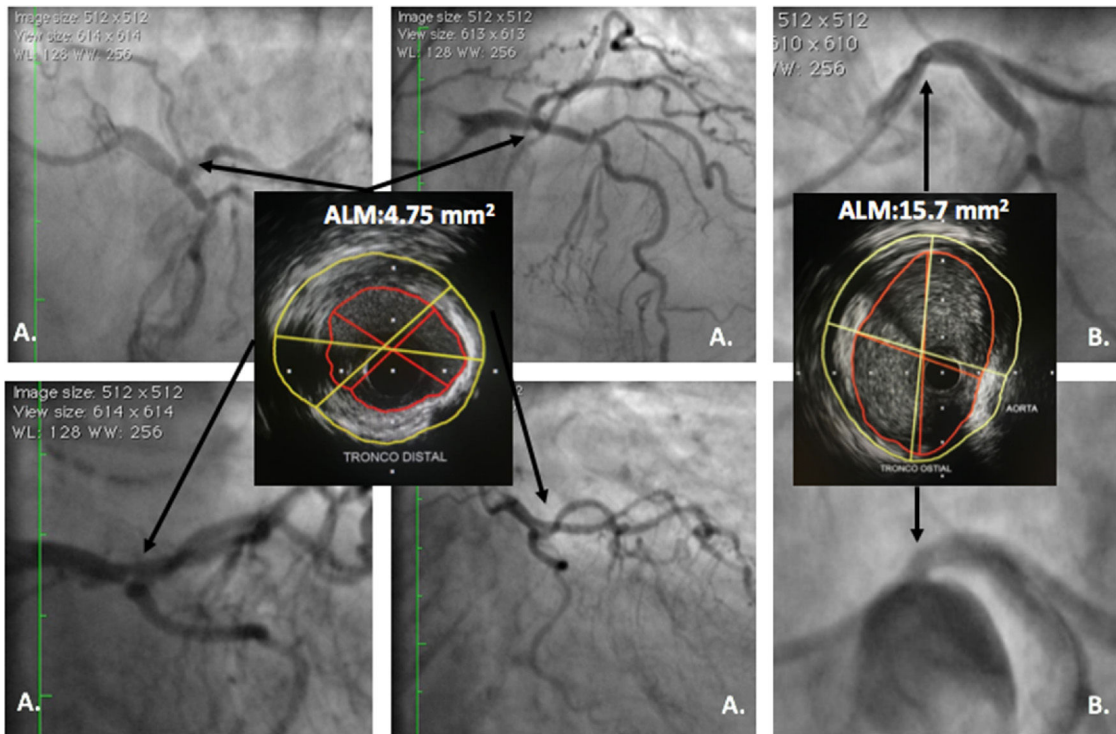 Image size: 512 x 512
View size: 614 x 614
WL: 128 WW: 256
A.
Image size: 512 x 512
View size: 613 x 613
WL: 128 WW: 256
A.
512 x 512
610 x 610
WW: 256
B.
ALM:4.75 mm²
TRONCO DISTAL
ALM:15.7 mm²
AORTA
TRONCO OSTIAL
Image size: 512 x 512
View size: 614 x 614
WL: 128 WW: 256
A.
A.
B.